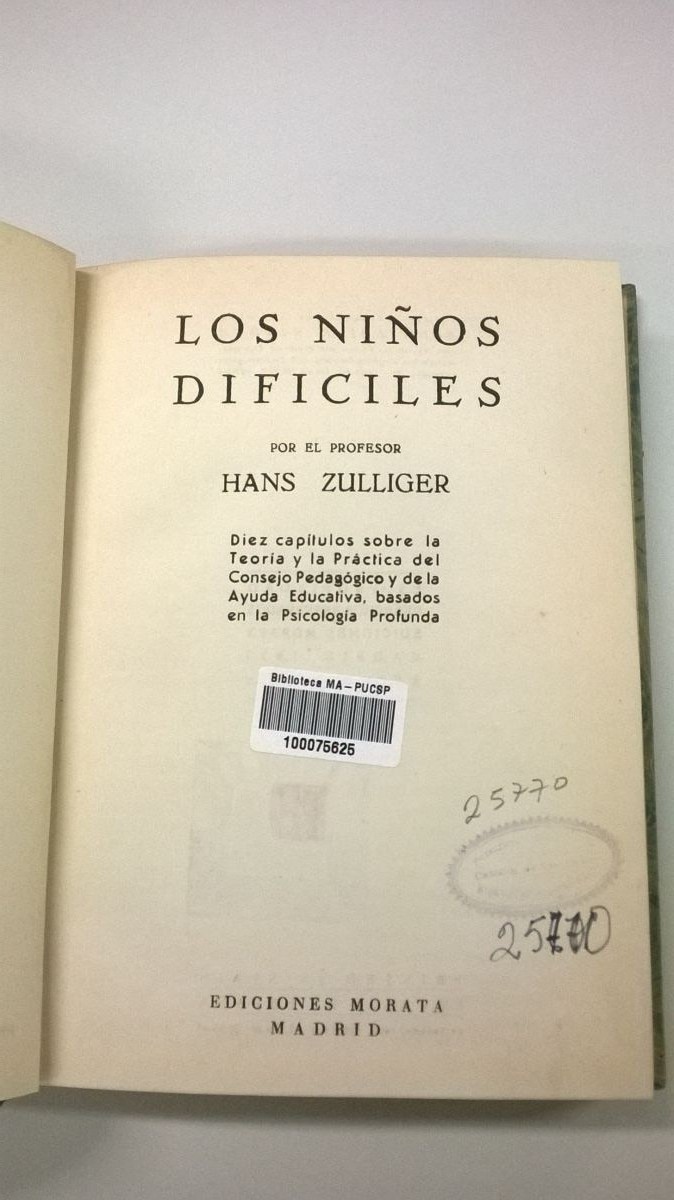 LOS NIÑOS
DIFICILES
POR EL PROFESOR
HANS ZULLIGER
Diez capítulos sobre la
Teoría y la Práctica del
Consejo Pedagógico y de la
Ayuda Educativa, basados
en la Psicología Profunda
Biblioteca MA-PUCSP
100075625
25770
25770
EDICIONES MORATA
MADRID